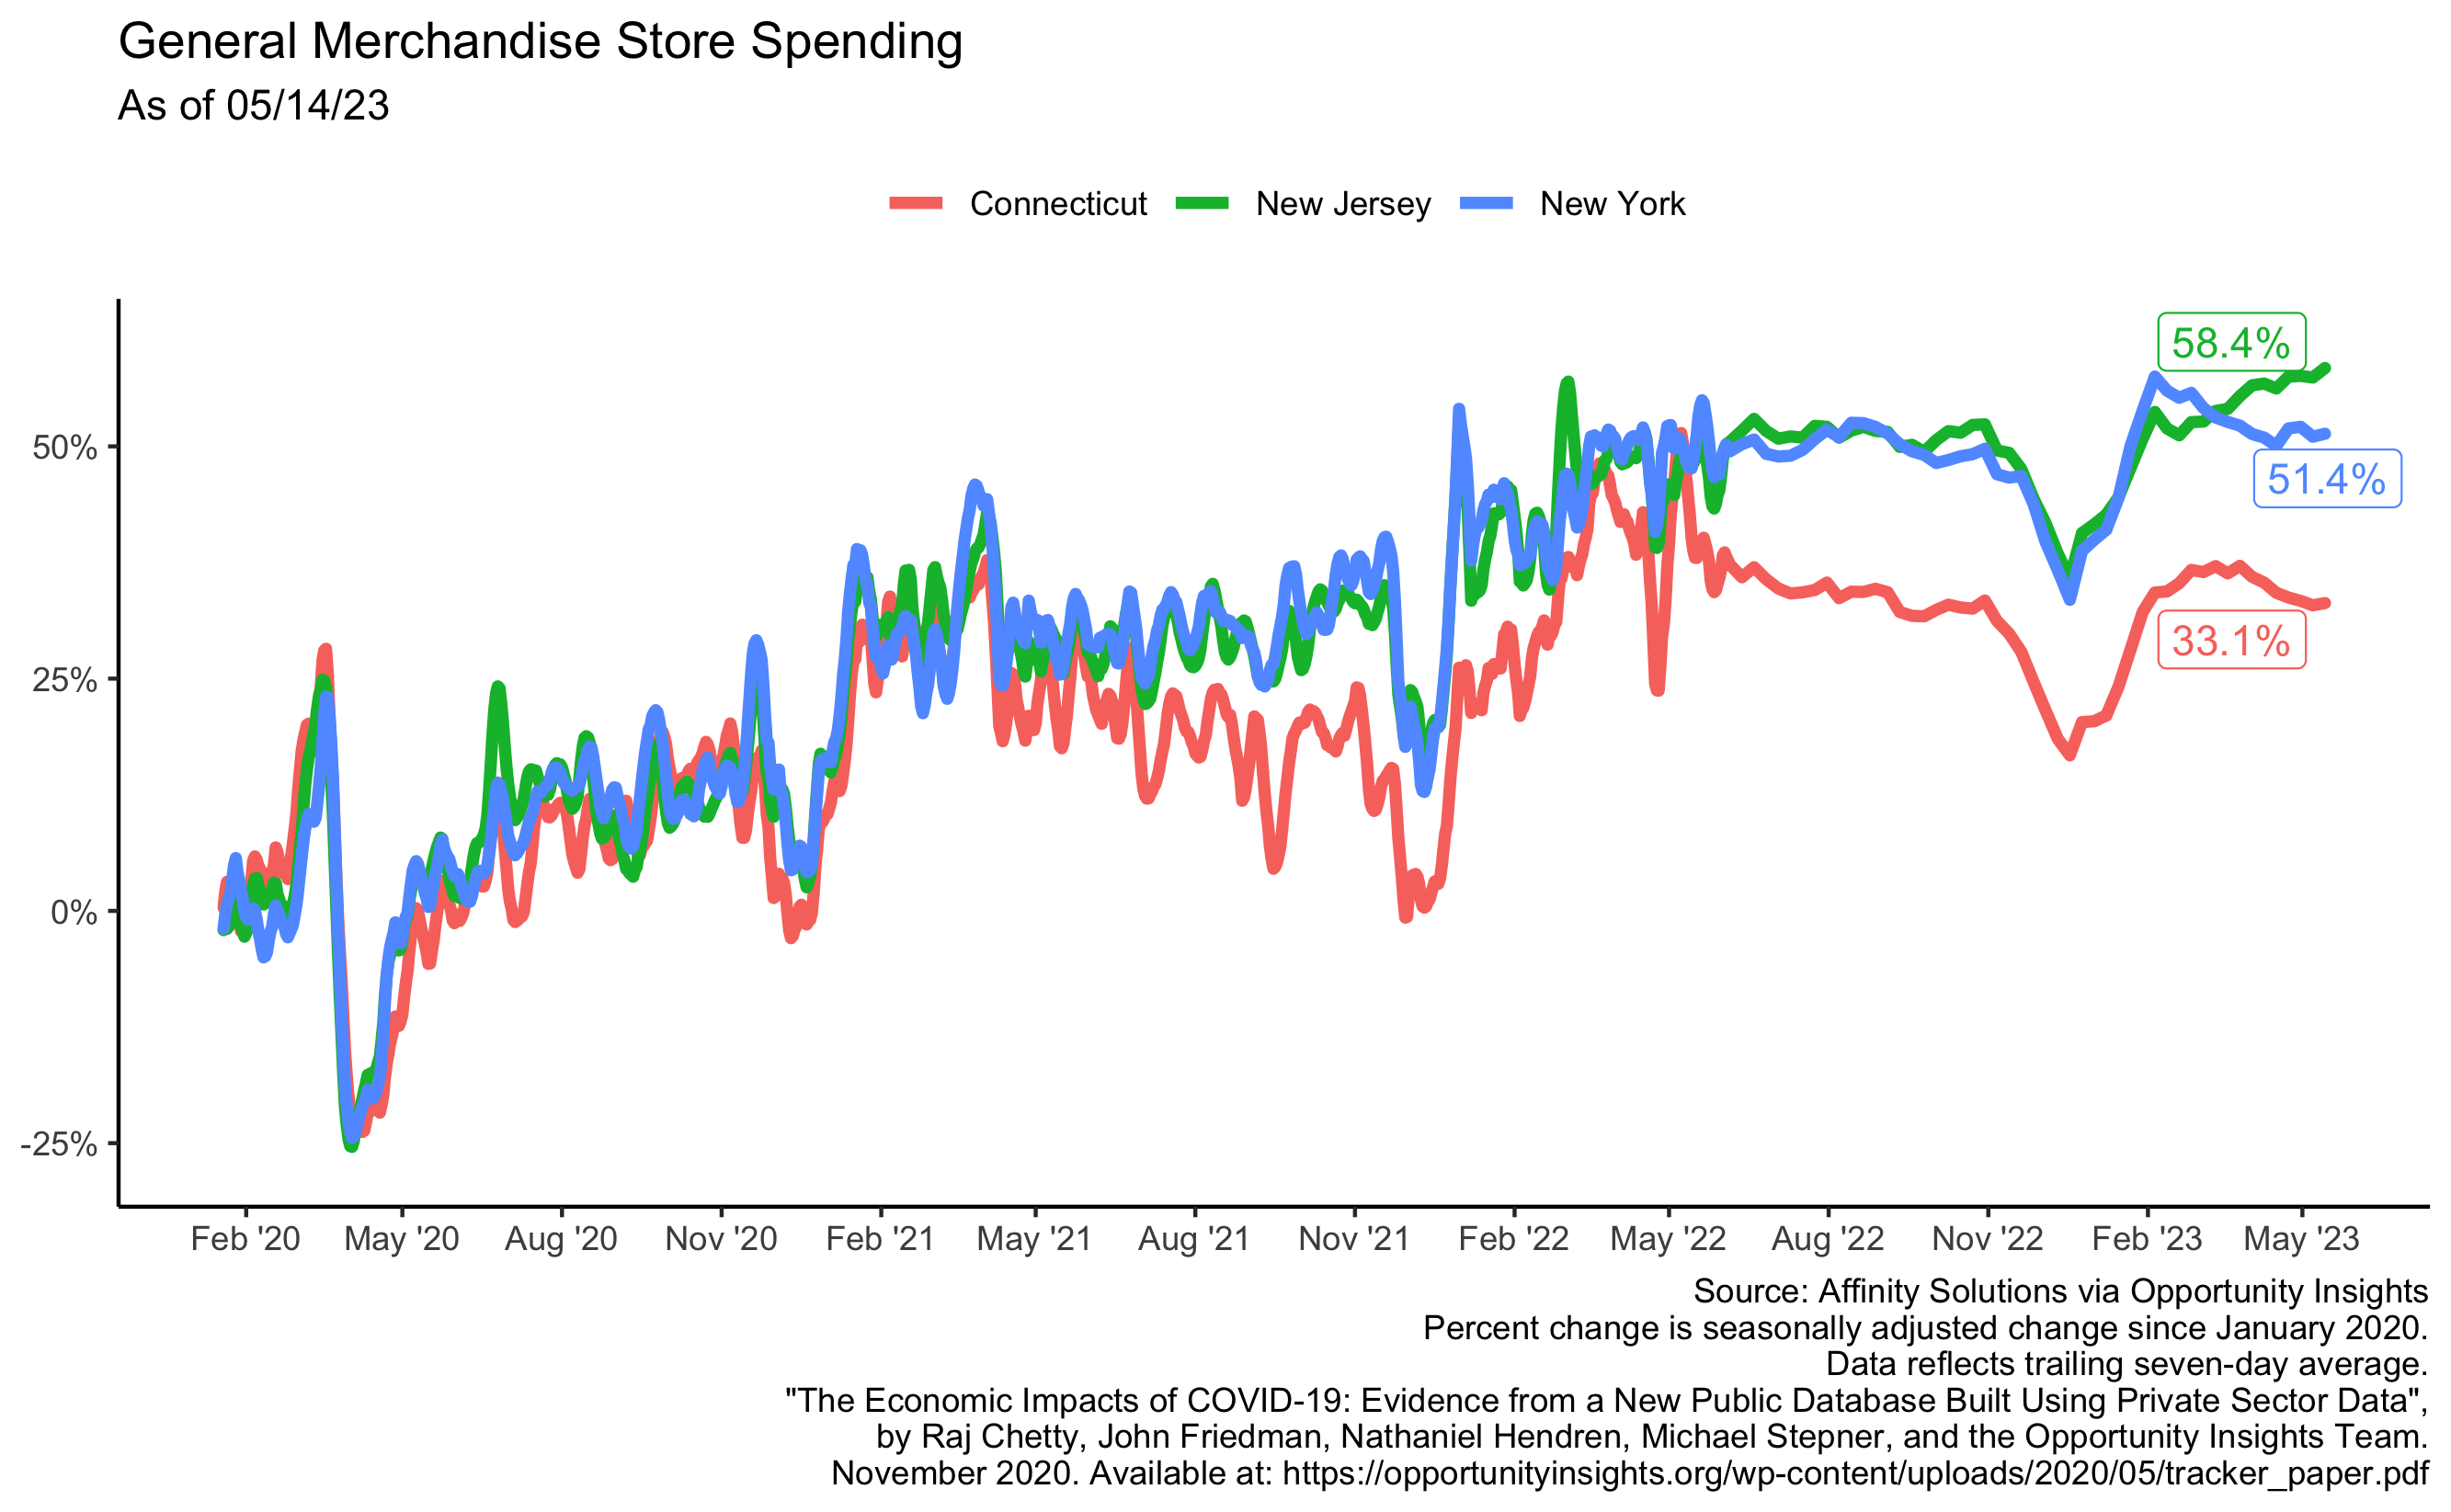 General Merchandise Store Spending
As of 05/14/23
Connecticut New Jersey New York
58.4%
50%
51.4%
33.1%
25%
0%
-25%
Feb '20 May '20 Aug '20 Nov '20 Feb '21 May '21 Aug '21 Nov '21 Feb '22 May '22 Aug '22 Nov '22 Feb '23 May '23
Source: Affinity Solutions via Opportunity Insights
Percent change is seasonally adjusted change since January 2020.
Data reflects trailing seven-day average.
"The Economic Impacts of COVID-19: Evidence from a New Public Database Built Using Private Sector Data",
by Raj Chetty, John Friedman, Nathaniel Hendren, Michael Stepner, and the Opportunity Insights Team.
November 2020. Available at: https://opportunityinsights.org/wp-content/uploads/2020/05/tracker_paper.pdf